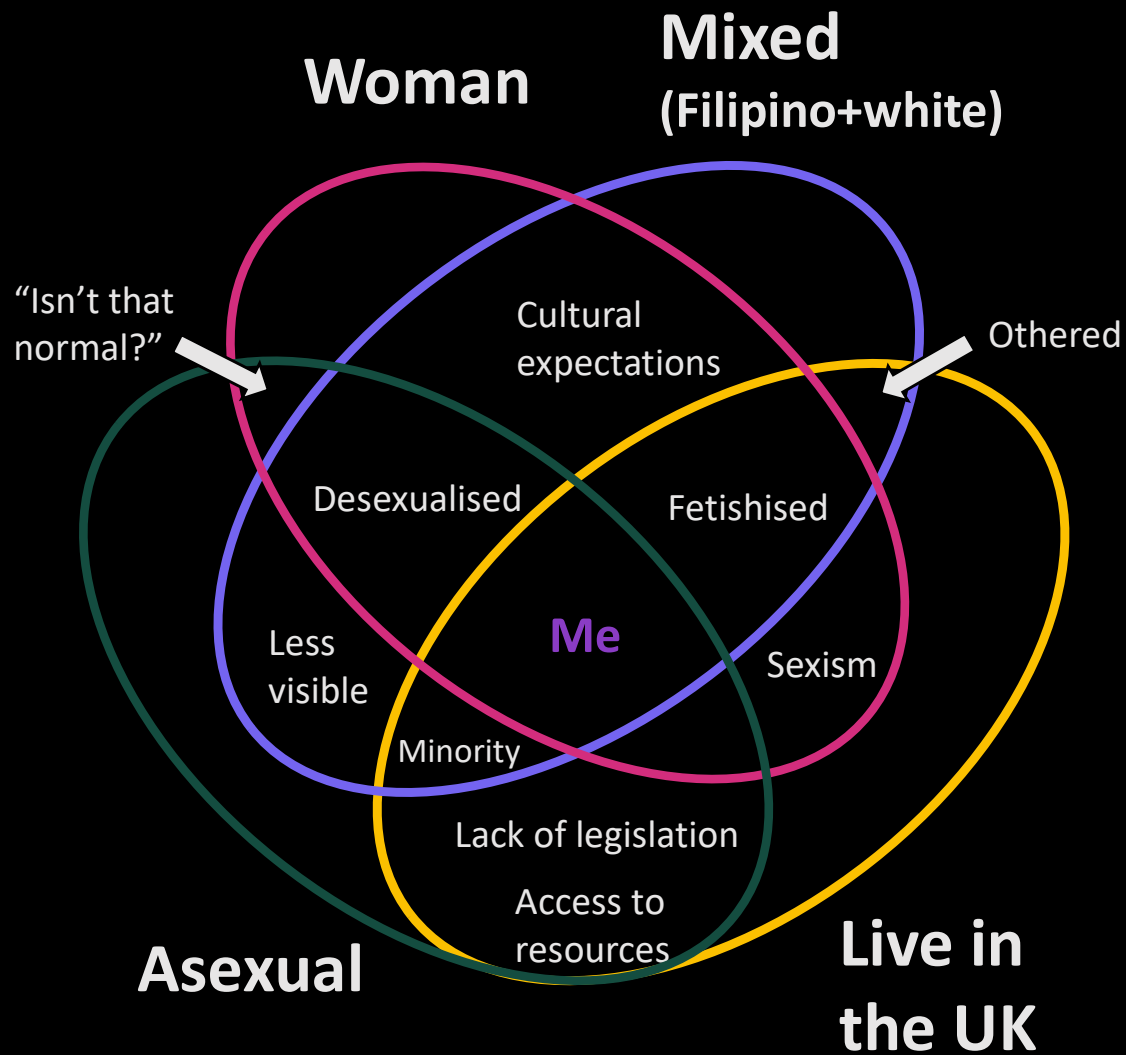 Mixed
Woman
(Filipino+white)
“Isn’t that
normal?”
Cultural
expectations
Othered
Desexualised
Fetishised
Less
visible
Me
Sexism
Minority
Lack of legislation
Access to
resources
Asexual
Live in
the UK